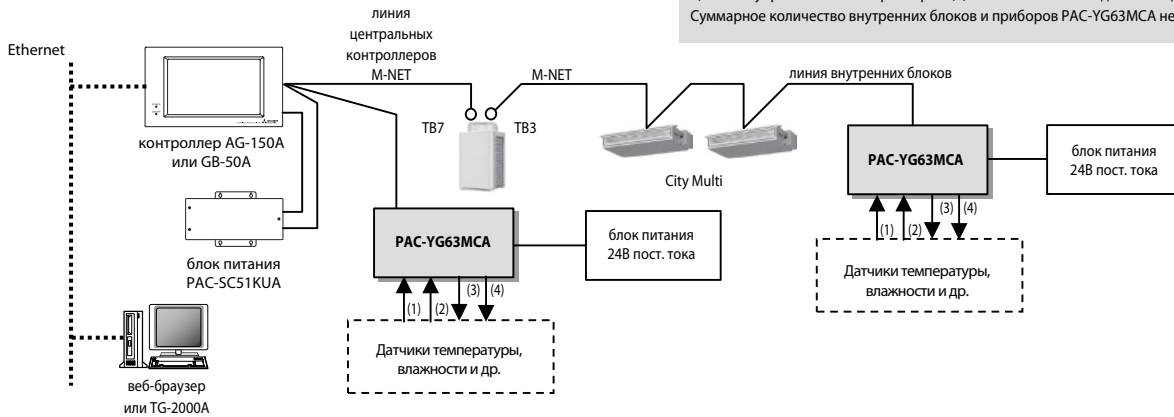 Суммарное количество внутренних блоков и приборов PAC-YG63MCA не
Ethernet
линия
центральных
контроллеров
M-NET
M-NET
линия внутренних блоков
TB7
TB3
контроллер AG-150A
или GB-50A
City Multi
PAC-YG63MCA
блок питания
24В пост. тока
(1)
(2)
(3)
(4)
Датчики температуры,
влажности и др.
PAC-YG63MCA
блок питания
24В пост. тока
(1)
(2)
(3)
(4)
Датчики температуры,
влажности и др.
блок питания
PAC-SC51KUA
веб-браузер
или TG-2000A